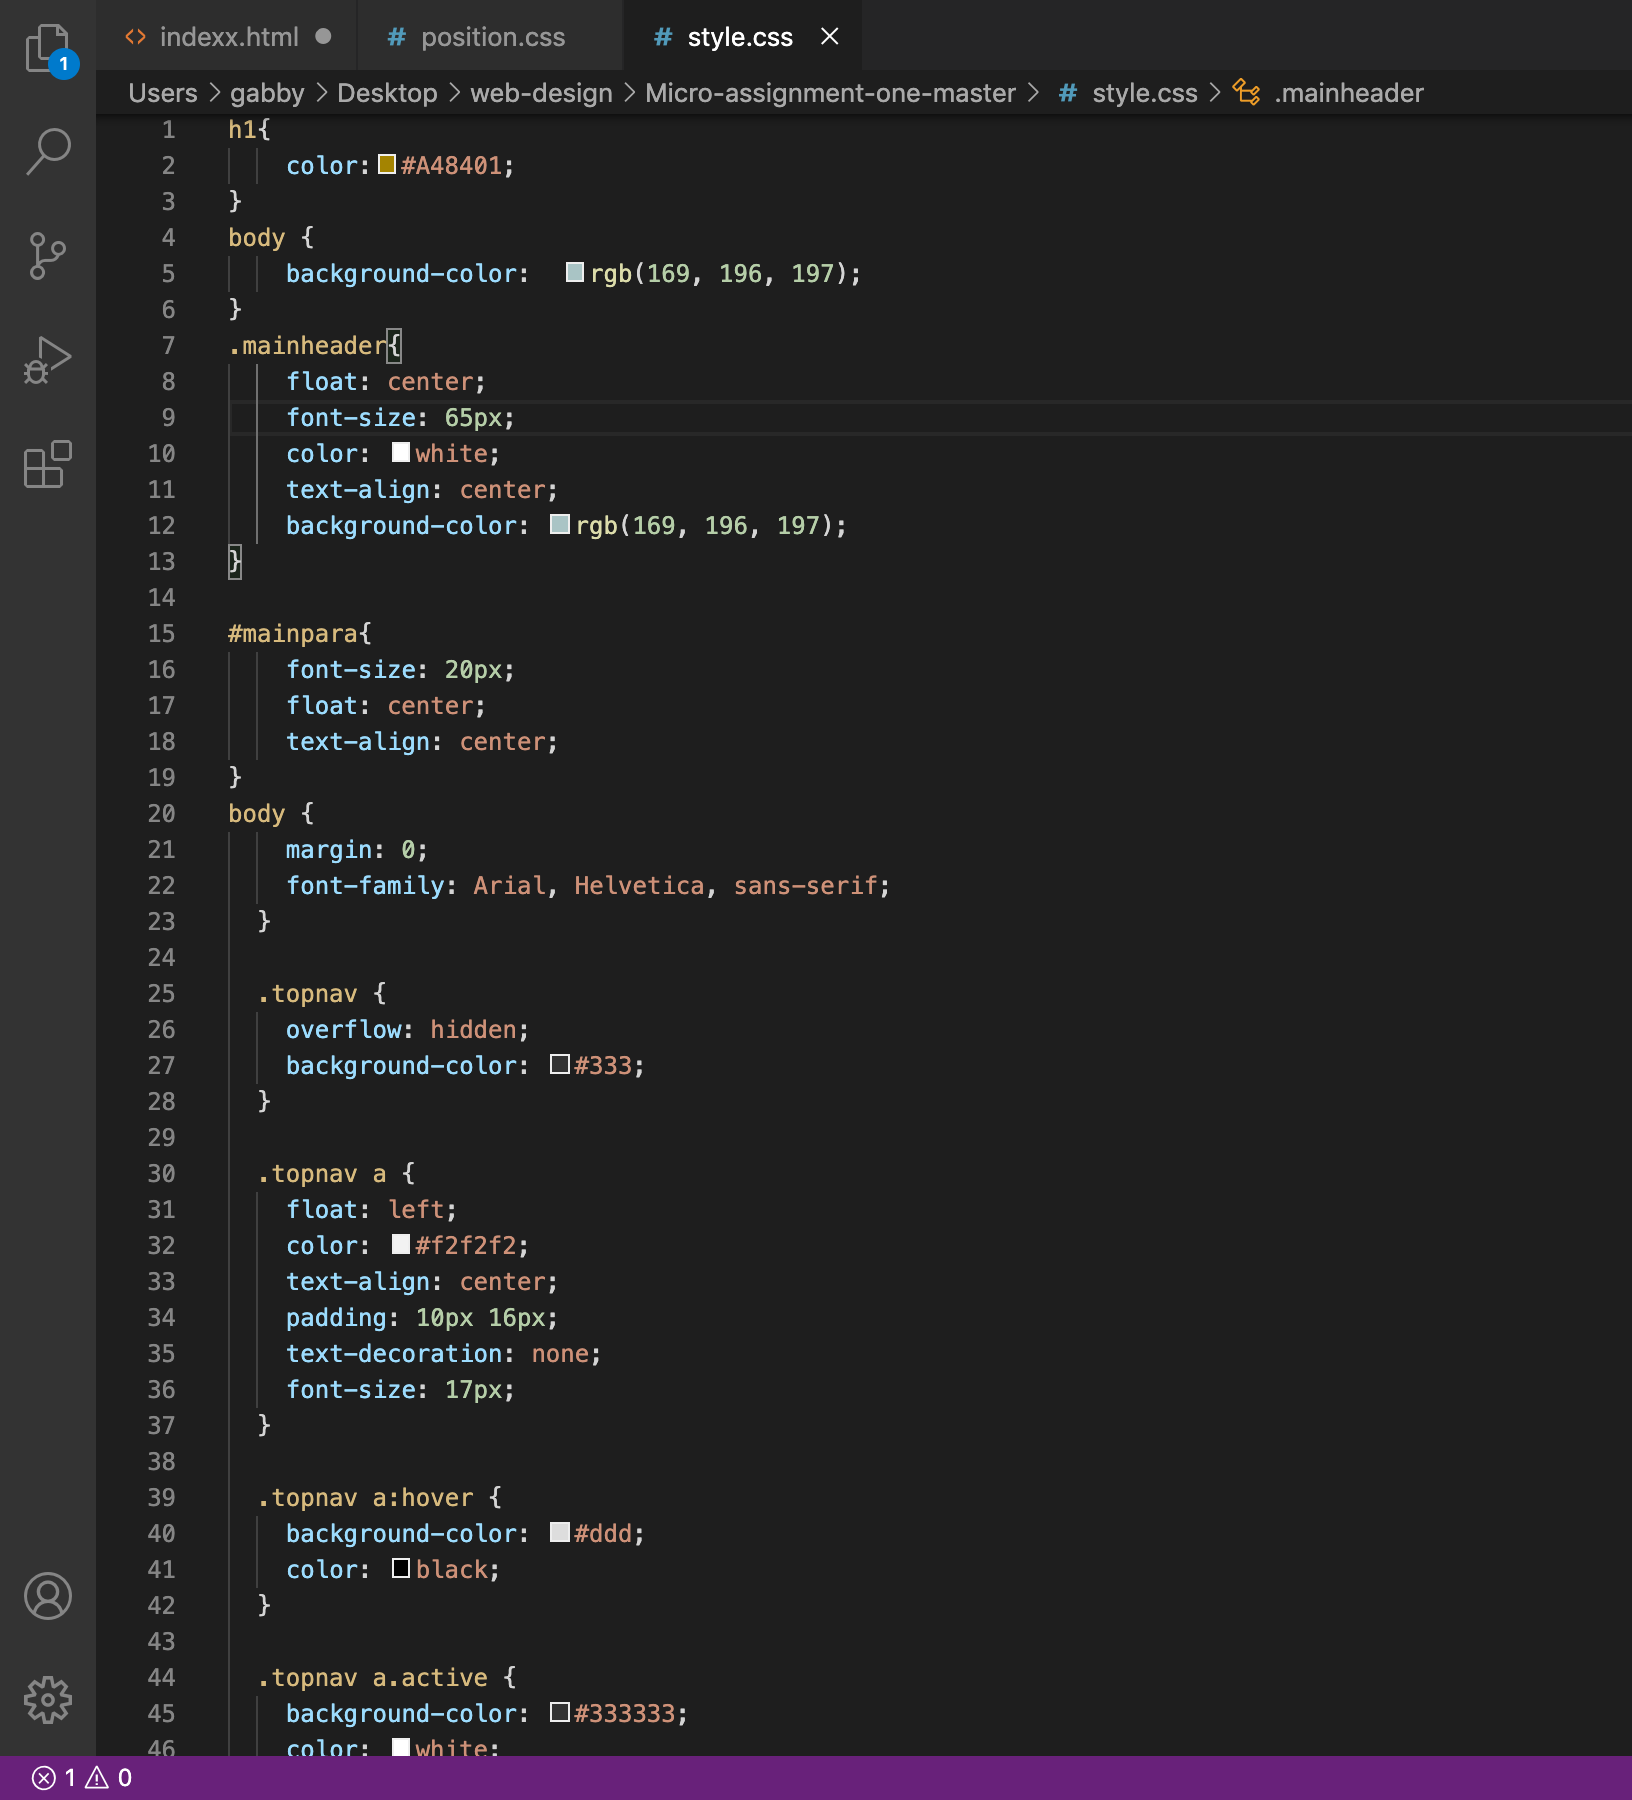 1
indexx.html
# position.css
# style.css
Users > gabby > Desktop > web-design > Micro-assignment-one-master > # style.css > .mainheader
1 h1{
2 color: #A48401;
3 }
4 body {
5 background-color: rgb(169, 196, 197);
6 }
7 .mainheader{
8 float: center;
9 font-size: 65px;
10 color: white;
11 text-align: center;
12 background-color: rgb(169, 196, 197);
13 }
14
15 #mainpara{
16 font-size: 20px;
17 float: center;
18 text-align: center;
19 }
20 body {
21 margin: 0;
22 font-family: Arial, Helvetica, sans-serif;
23 }
24
25 .topnav {
26 overflow: hidden;
27 background-color: #333;
28 }
29
30 .topnav a {
31 float: left;
32 color: #f2f2f2;
33 text-align: center;
34 padding: 10px 16px;
35 text-decoration: none;
36 font-size: 17px;
37 }
38
39 .topnav a:hover {
40 background-color: #ddd;
41 color: black;
42 }
43
44 .topnav a.active {
45 background-color: #333333;
46 color: white;
1 0